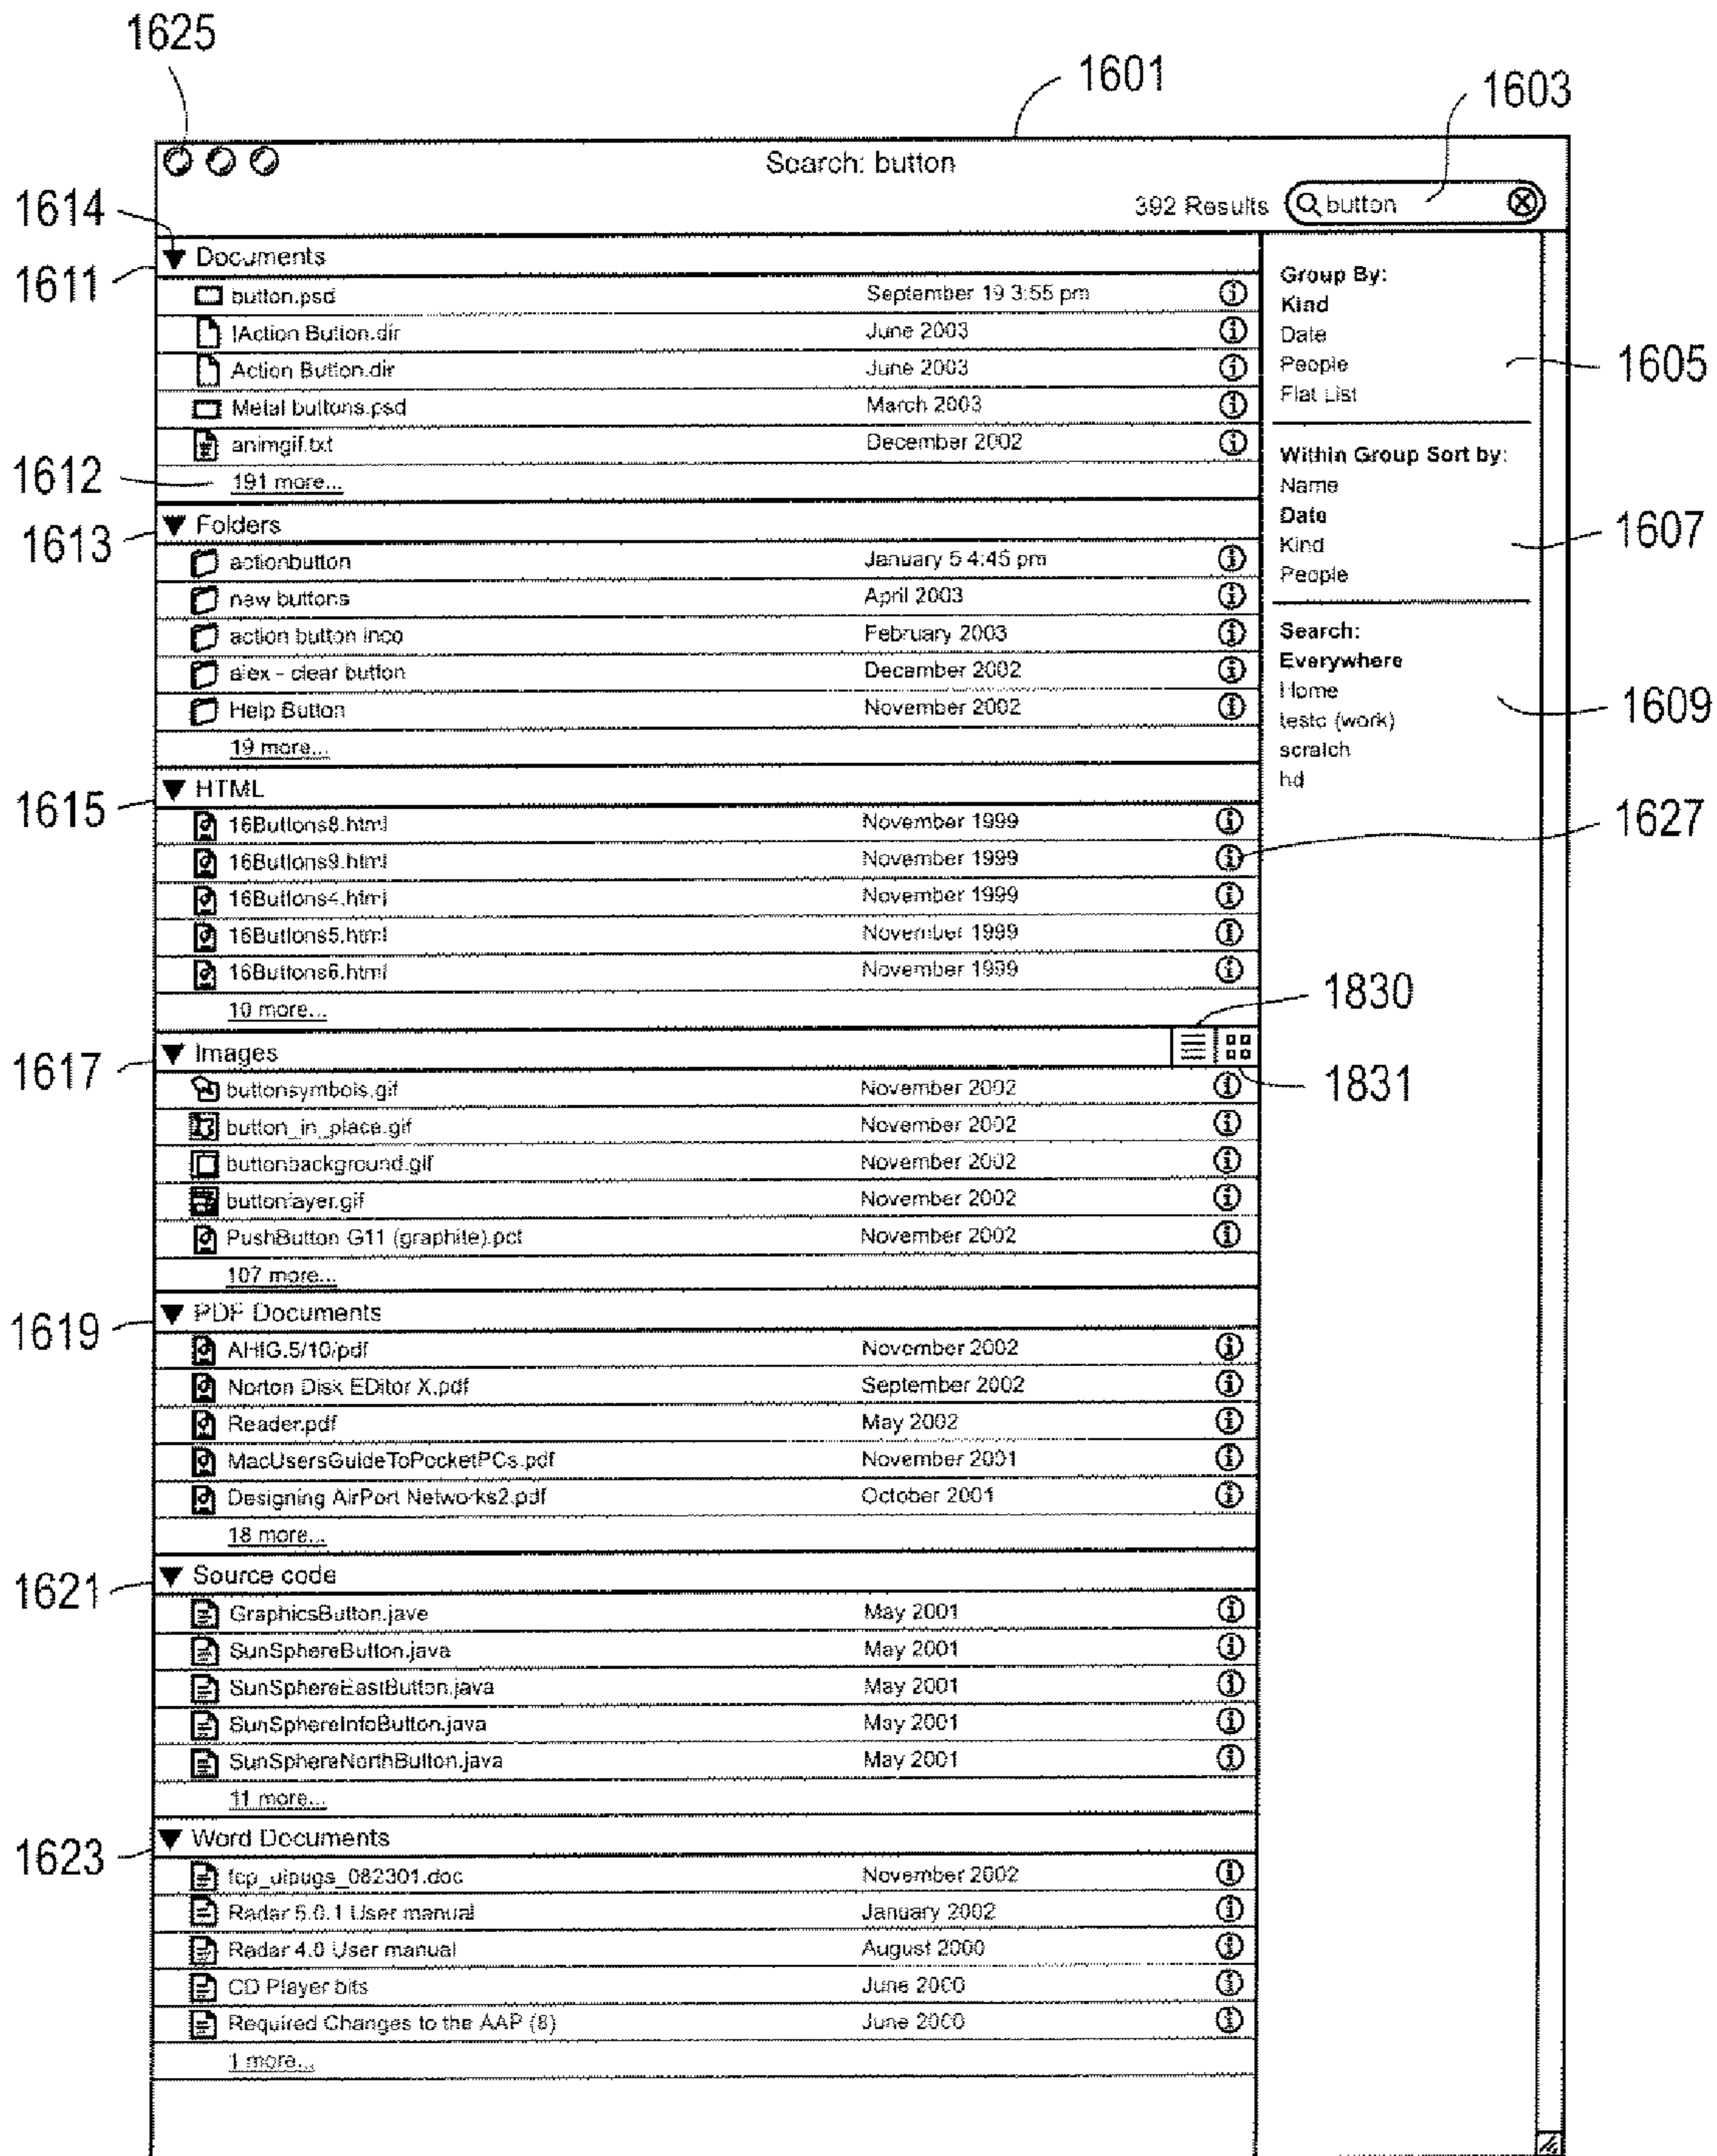 1625
1601
1603
Search: button
392 Results
button
1614
1611
Documents
button.psd September 19 3:55 pm
!Action Button.dir June 2003
Action Button.dir June 2003
Metal buttons.psd March 2003
animgif.txt December 2002
1612
191 more...
1613
Folders
actionbutton January 5 4:45 pm
new buttons April 2003
action button inco February 2003
alex - clear button December 2002
Help Button November 2002
19 more...
1615
HTML
16Buttons8.html November 1999
16Buttons9.html November 1999
16Buttons4.html November 1999
16Buttons5.html November 1999
16Buttons6.html November 1999
10 more...
1617
Images
1830
1831
buttonsymbols.gif November 2002
button_in_place.gif November 2002
buttonbackground.gif November 2002
buttonlayer.gif November 2002
PushButton G11 (graphite).pct November 2002
107 more...
1619
PDF Documents
AHIG.5/10/pdf November 2002
Norton Disk EDitor X.pdf September 2002
Reader.pdf May 2002
MacUsersGuideToPocketPCs.pdf November 2001
Designing AirPort Networks2.pdf October 2001
18 more...
1621
Source code
GraphicsButton.jave May 2001
SunSphereButton.java May 2001
SunSphereEastButton.java May 2001
SunSphereInfoButton.java May 2001
SunSphereNorthButton.java May 2001
11 more...
1623
Word Documents
November 2002
Radar 5.0.1 User manual January 2002
Radar 4.0 User manual August 2000
CD Player bits June 2000
Required Changes to the AAP (8) June 2000
1 more...
Group By:
Kind
Date
People
Flat List
1605
Within Group Sort by:
Name
Date
Kind
People
1607
Search:
Everywhere
Home
(work)
scratch
hd
1609
1627